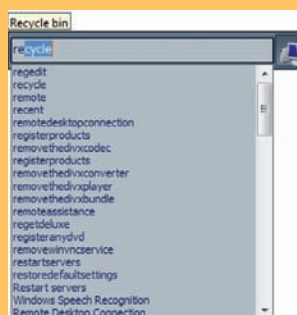 Recycle bin
recycle
regedit
recycle
remote
recent
remotedesktopconnection
registerproducts
removethedivxcodec
registerproducts
removethedivxconverter
removethedivxplayer
removethedivxbundle
remoteassistance
regetdeluxe
registeranydvd
removewinvncservice
restartservers
restoredefaultsettings
Restart servers
Windows Speech Recognition
Remote Desktop Connection